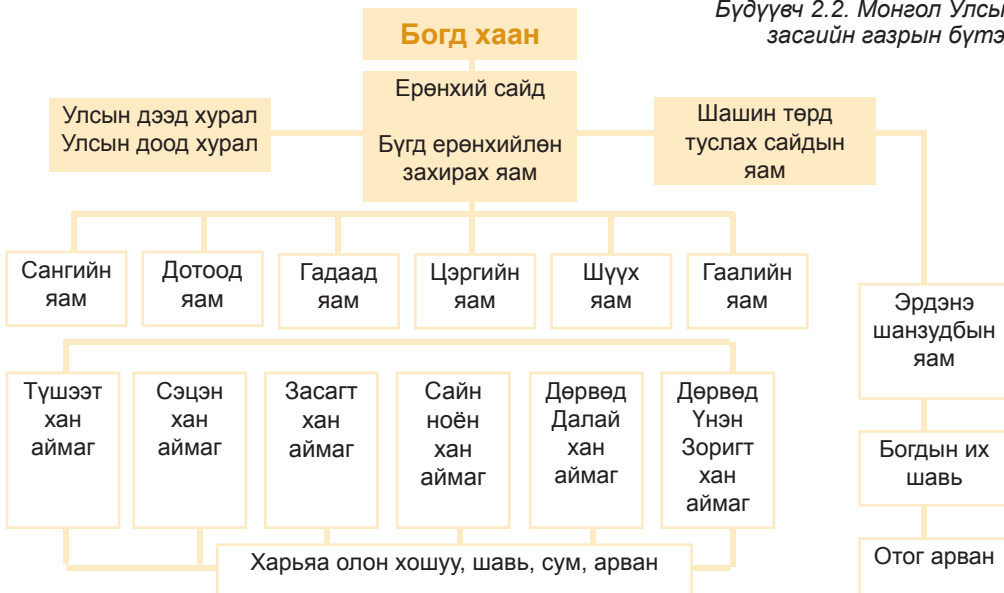 Бүдүүвч 2.2. Монгол
засгийн газрын
Богд хаан
Ерөнхий сайд
Бүгд ерөнхийлөн
захирах яам
Улсын дээд хурал
Улсын доод хурал
Шашин төрд
туслах сайдын
яам
Сангийн
яам
Дотоод
яам
Гадаад
яам
Цэргийн
яам
Шүүх
яам
Гаалийн
яам
Эрдэнэ
шанзудбын
яам
Түшээт
хан
аймаг
Сэцэн
хан
аймаг
Засагт
хан
аймаг
Сайн
ноён
хан
аймаг
Дөрвөд
Далай
хан
аймаг
Дөрвөд
Үнэн
Зоригт
хан
аймаг
Богдын их
шавь
Харьяа олон хошуу, шавь, сум, арван
Отог арван